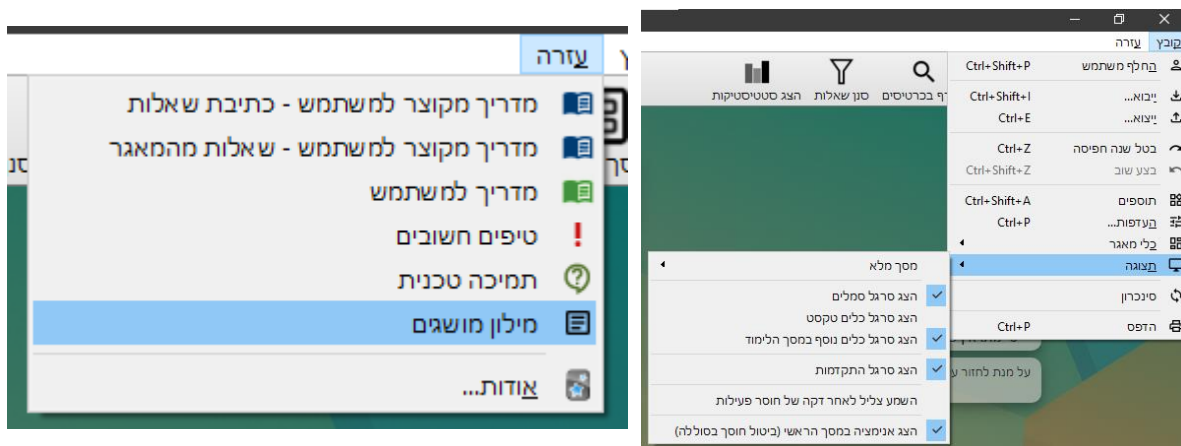 קובץ עזרה
החלף משתמש Ctrl+Shift+P
ייבוא... Ctrl+Shift+I
ייצוא... Ctrl+E
בטל שנה חפיסה Ctrl+Z
בצע שוב Ctrl+Shift+Z
תוספים Ctrl+Shift+A
העדפות... Ctrl+P
כלי מאגר
תצוגה
סינכרון
הדפס Ctrl+P
בכרטיסים סנן שאלות הצג סטטיסטיקות
מסך מלא
הצג סרגל סמלים
הצג סרגל כלים טקסט
הצג סרגל כלים נוסף במסך הלימוד
הצג סרגל התקדמות
השמע צליל לאחר דקה של חוסר פעילות
הצג אנימציה במסך הראשי (ביטול חוסך בסוללה)
על מנת לחזור
עזרה
מדריך מקוצר למשתמש - כתיבת שאלות
מדריך מקוצר למשתמש - שאלות מהמאגר
מדריך למשתמש
טיפים חשובים
תמיכה טכנית
מילון מושגים
אודות...